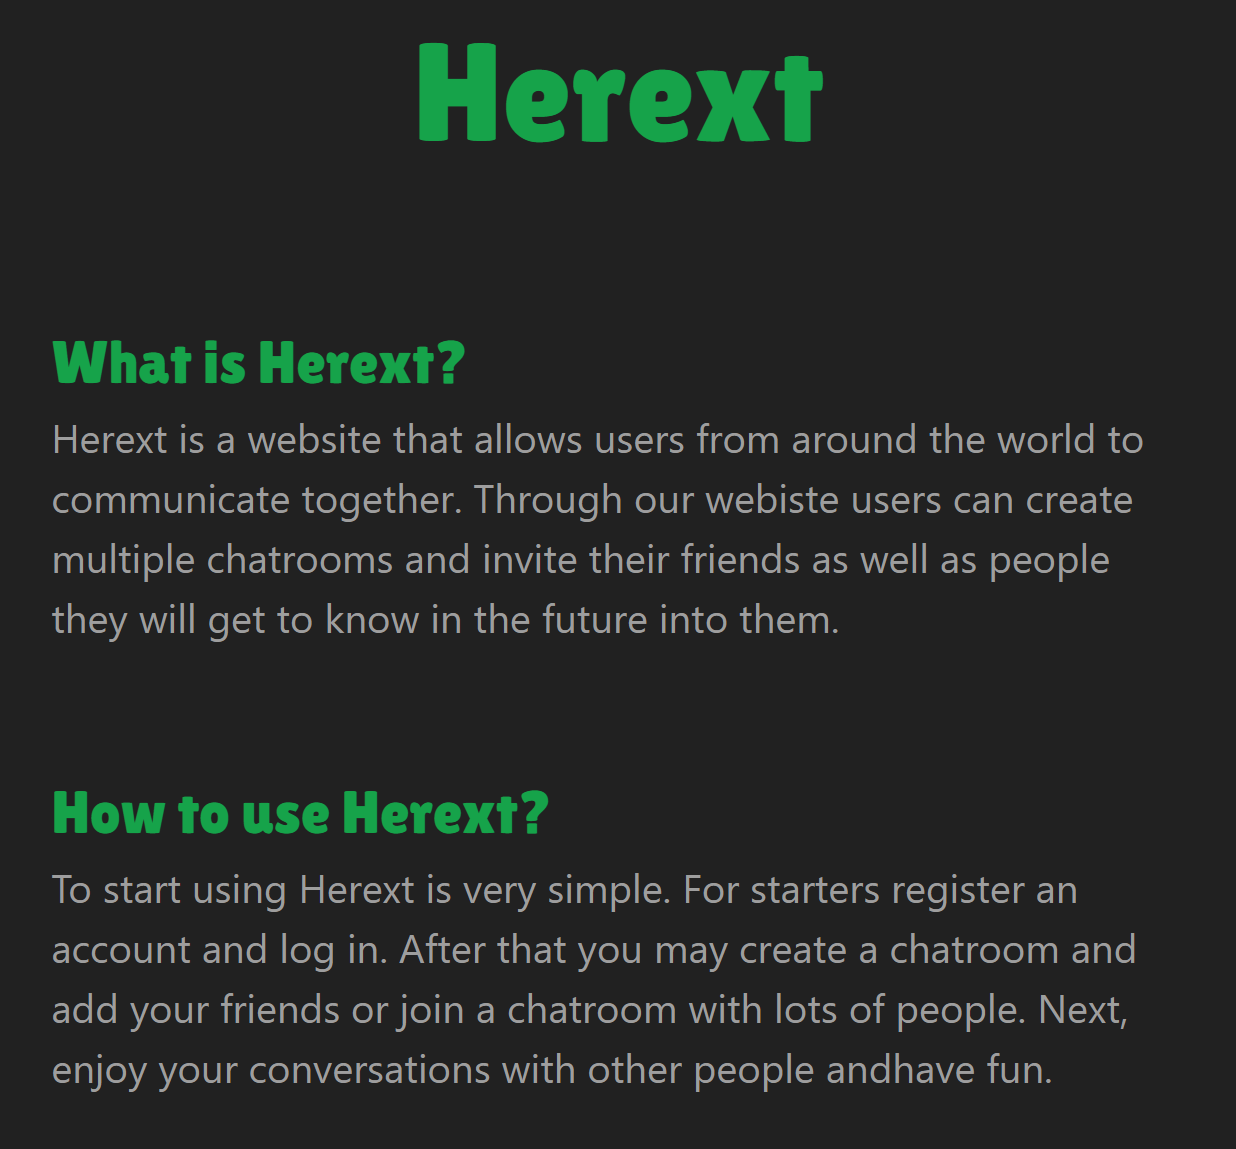 Herext
What is Herext?
Herext is a website that allows users from around the world to
communicate together. Through our webiste users can create
multiple chatrooms and invite their friends as well as people
they will get to know in the future into them.
How to use Herext?
To start using Herext is very simple. For starters register an
account and log in. After that you may create a chatroom and
add your friends or join a chatroom with lots of people. Next,
enjoy your conversations with other people andhave fun.